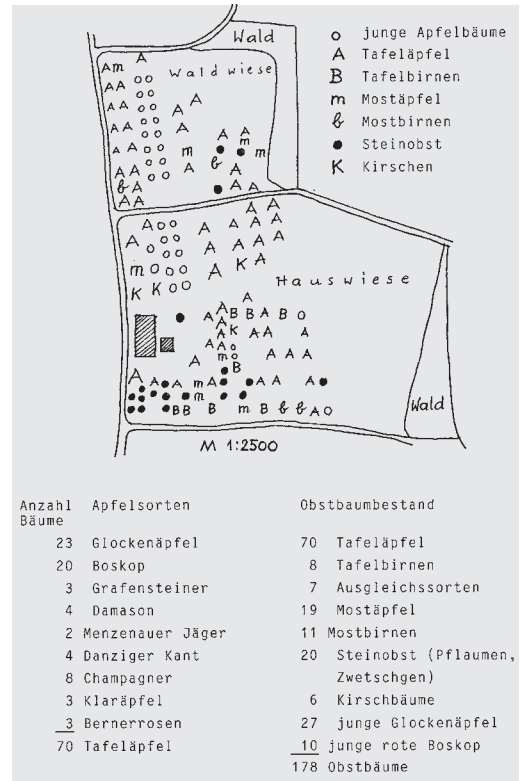 Wald
Waldwiese
o junge Apfelbäume
A Tafeläpfel
B Tafelbirnen
m Mostäpfel
b Mostbirnen
● Steinobst
K Kirschen
Hauswiese
Wald
M 1:2500
Anzahl Bäume Apfelsorten
23 Glockenäpfel
20 Boskop
3 Grafensteiner
4 Damason
2 Menzenauer Jäger
4 Danziger Kant
8 Champagner
3 Klaräpfel
3 Bernerrosen
70 Tafeläpfel
Obstbaumbestand
70 Tafeläpfel
8 Tafelbirnen
7 Ausgleichssorten
19 Mostäpfel
11 Mostbirnen
20 Steinobst (Pflaumen,
Zwetschgen)
6 Kirschbäume
27 junge Glockenäpfel
10 junge rote Boskop
178 Obstbäume